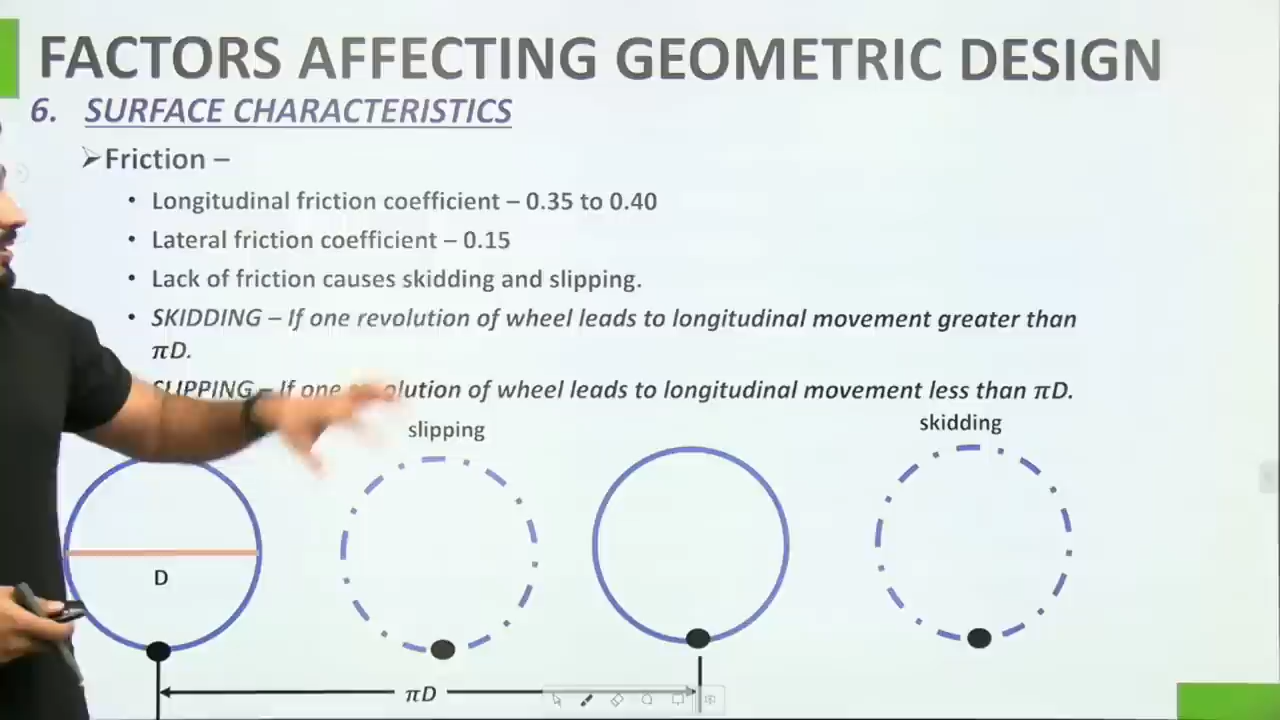 FACTORS AFFECTING GEOMETRIC DESIGN
6. SURFACE CHARACTERISTICS
➢Friction –
• Longitudinal friction coefficient – 0.35 to 0.40
• Lateral friction coefficient – 0.15
• Lack of friction causes skidding and slipping.
• SKIDDING – If one revolution of wheel leads to longitudinal movement greater than
πD.
SLIPPING – If one revolution of wheel leads to longitudinal movement less than πD.
slipping
skidding
D
πD